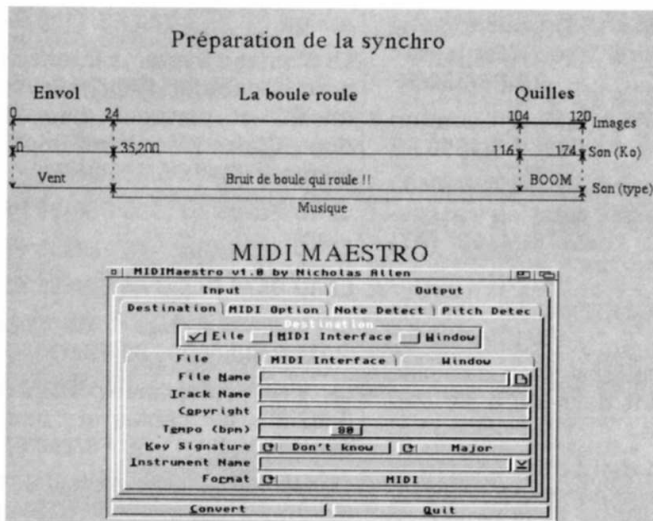 Préparation de la synchro
Envol La boule roule Quilles
0 24 104 120 Images
0 35,200 116 174 Son (Ko)
Vent Bruit de boule qui roule !! BOOM Son (type)
Musique
MIDI MAESTRO
MIDIMaestro v1.0 by Nicholas Allen
Input Output
Destination MIDI Option Note Detect Pitch Detec
Destination
File MIDI Interface Window
File MIDI Interface Window
File Name
Track Name
Copyright
Tempo (bpm) 80
Key Signature Don't know Major
Instrument Name
Format MIDI
Convert Quit